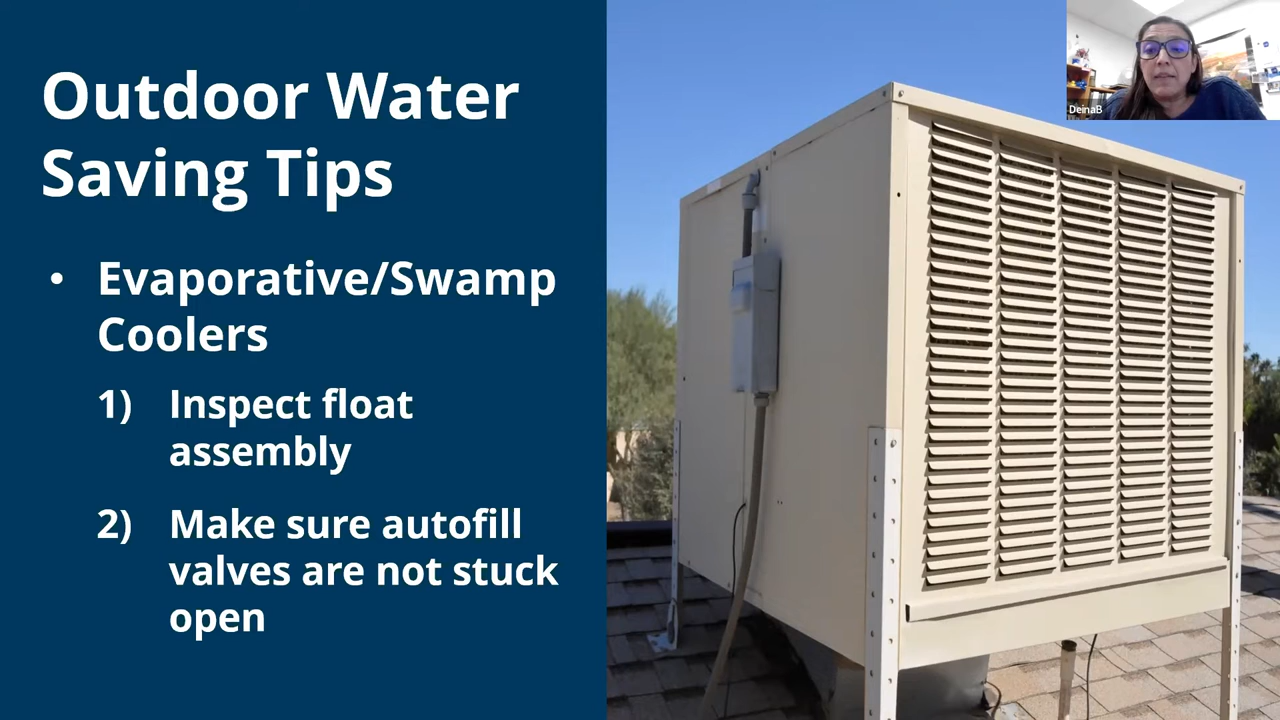 Outdoor Water
Saving Tips
• Evaporative/Swamp
Coolers
1) Inspect float
assembly
2) Make sure autofill
valves are not stuck
open
DeinaB